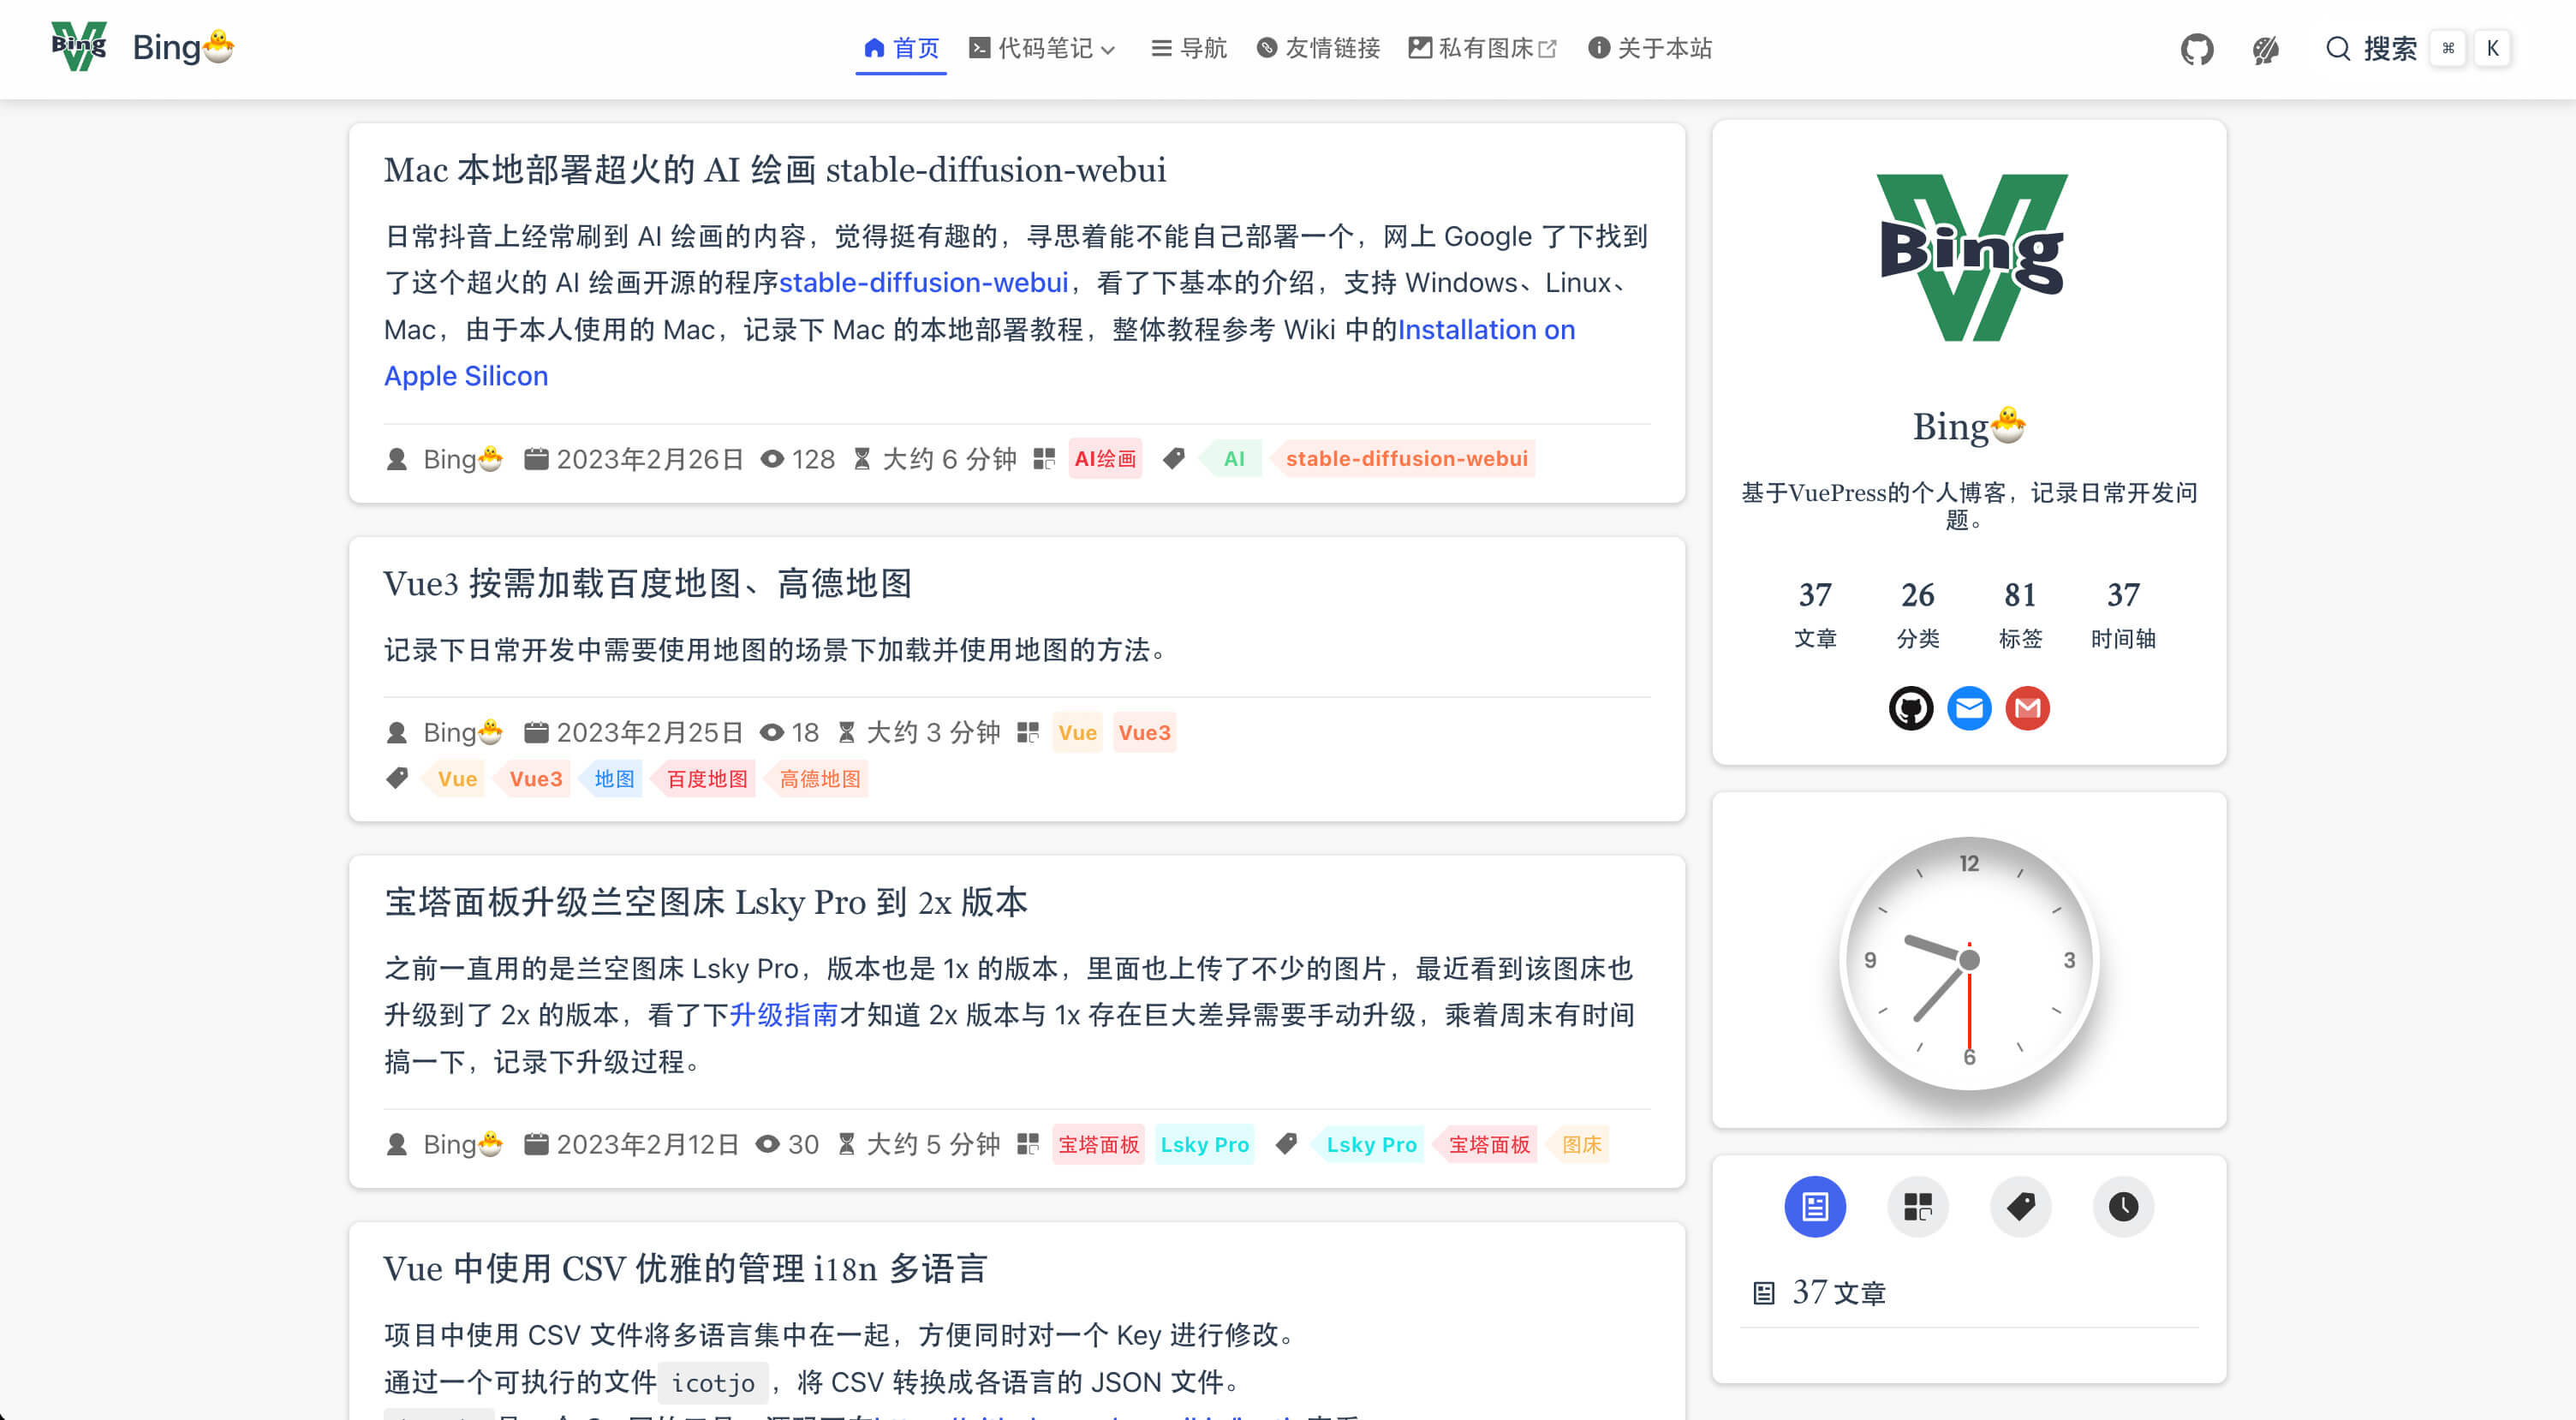 Bing Bing
首页 代码笔记 导航 友情链接 私有图床 关于本站
搜索 ⌘ K
Mac 本地部署超火的 AI 绘画 stable-diffusion-webui
日常抖音上经常刷到 AI 绘画的内容，觉得挺有趣的，寻思着能不能自己部署一个，网上 Google 了下找到
了这个超火的 AI 绘画开源的程序stable-diffusion-webui，看了下基本的介绍，支持 Windows、Linux、
Mac，由于本人使用的 Mac，记录下 Mac 的本地部署教程，整体教程参考 Wiki 中的Installation on
Apple Silicon
Bing 2023年2月26日 128 大约 6 分钟 AI绘画 AI stable-diffusion-webui
Vue3 按需加载百度地图、高德地图
记录下日常开发中需要使用地图的场景下加载并使用地图的方法。
Bing 2023年2月25日 18 大约 3 分钟 Vue Vue3
Vue Vue3 地图 百度地图 高德地图
宝塔面板升级兰空图床 Lsky Pro 到 2x 版本
之前一直用的是兰空图床 Lsky Pro，版本也是 1x 的版本，里面也上传了不少的图片，最近看到该图床也
升级到了 2x 的版本，看了下升级指南才知道 2x 版本与 1x 存在巨大差异需要手动升级，乘着周末有时间
搞一下，记录下升级过程。
Bing 2023年2月12日 30 大约 5 分钟 宝塔面板 Lsky Pro Lsky Pro 宝塔面板 图床
Vue 中使用 CSV 优雅的管理 i18n 多语言
项目中使用 CSV 文件将多语言集中在一起，方便同时对一个 Key 进行修改。
通过一个可执行的文件 icotjo ，将 CSV 转换成各语言的 JSON 文件。
Bing
Bing
基于VuePress的个人博客，记录日常开发问
题。
37 26 81 37
文章 分类 标签 时间轴
12
9 3
6
37 文章